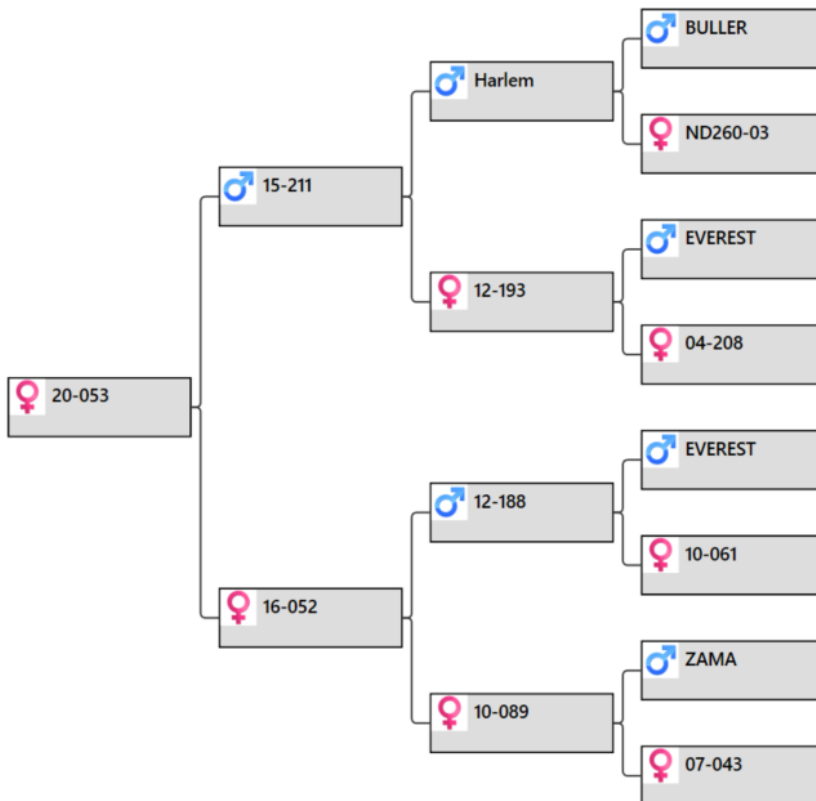 BULLER
Harlem
ND260-03
15-211
EVEREST
12-193
04-208
20-053
EVEREST
12-188
10-061
16-052
ZAMA
10-089
07-043